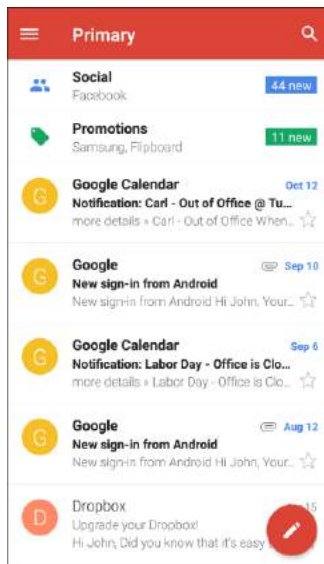 Primary
Social
Facebook
44 new
Promotions
Samsung, Flipboard
11 new
G
Google Calendar
Oct 12
Notification: Carl - Out of Office @ Tu...
more details » Carl - Out of Office When...
G
Google
Sep 10
New sign-in from Android
New sign-in from Android Hi John, Your...
G
Google Calendar
Sep 6
Notification: Labor Day - Office is Clo...
more details » Labor Day - Office is Clo...
G
Google
Aug 12
New sign-in from Android
New sign-in from Android Hi John, Your...
D
Dropbox
15
Upgrade your Dropbox!
Hi John, Did you know that it's easy